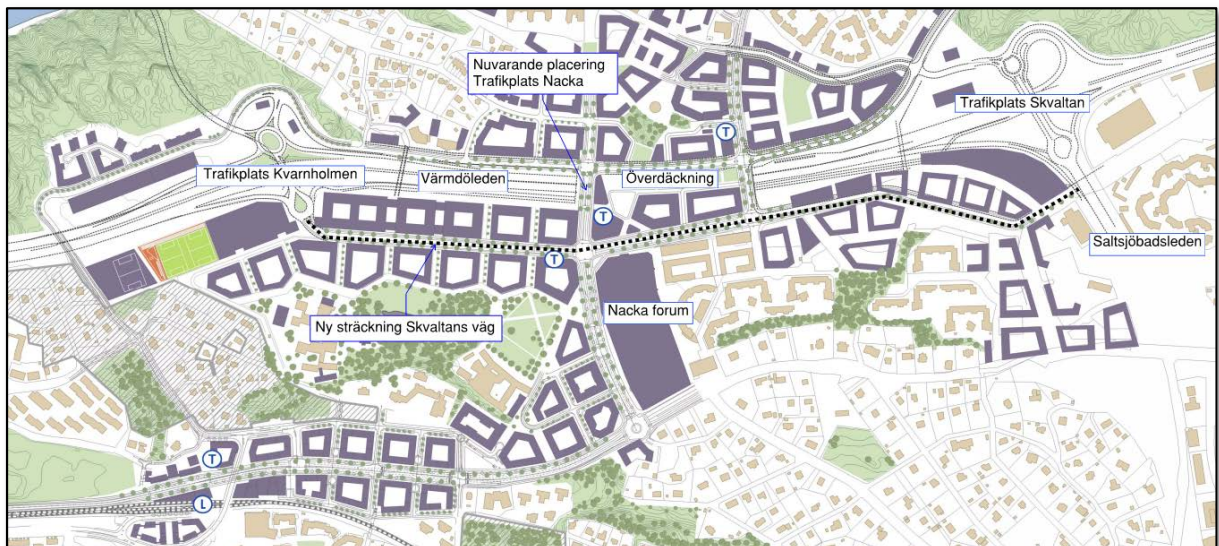 Nuvarande placering
Trafikplats Nacka
Trafikplats Skvaltan
T
Trafikplats Kvarnholmen
Värmdöleden
Överdäckning
T
T
Saltsjöbadsleden
Nacka forum
Ny sträckning Skvaltans väg
T
L